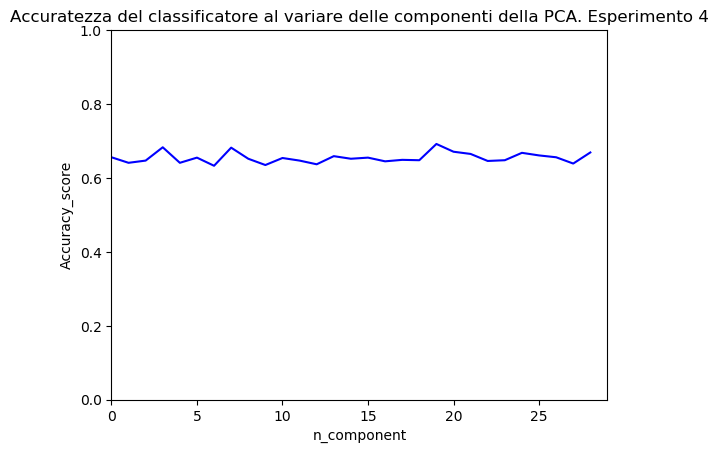 Accuratezza del classificatore al variare delle componenti della PCA. Esperimento 4
1.0
0.8
0.6
0.4
0.2
0.0
Accuracy_score
0 5 10 15 20 25
n_component